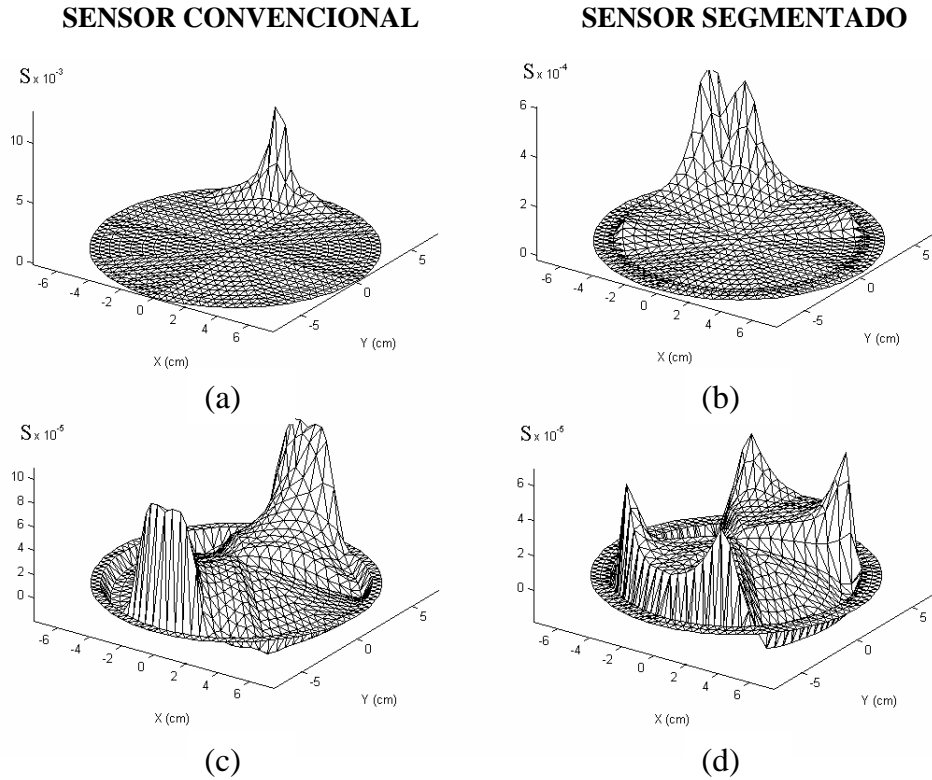 SENSOR CONVENCIONAL
SENSOR SEGMENTADO
S x 10⁻³
10
5
0
-6 -4 -2 0 2 4 6
X (cm)
-5 0 5
Y (cm)
(a)
S x 10⁻⁴
6
4
2
0
-6 -4 -2 0 2 4 6
X (cm)
-5 0 5
Y (cm)
(b)
S x 10⁻⁵
10
8
6
4
2
0
-6 -4 -2 0 2 4 6
X (cm)
-5 0 5
Y (cm)
(c)
S x 10⁻⁵
6
4
2
0
-6 -4 -2 0 2 4 6
X (cm)
-5 0 5
Y (cm)
(d)